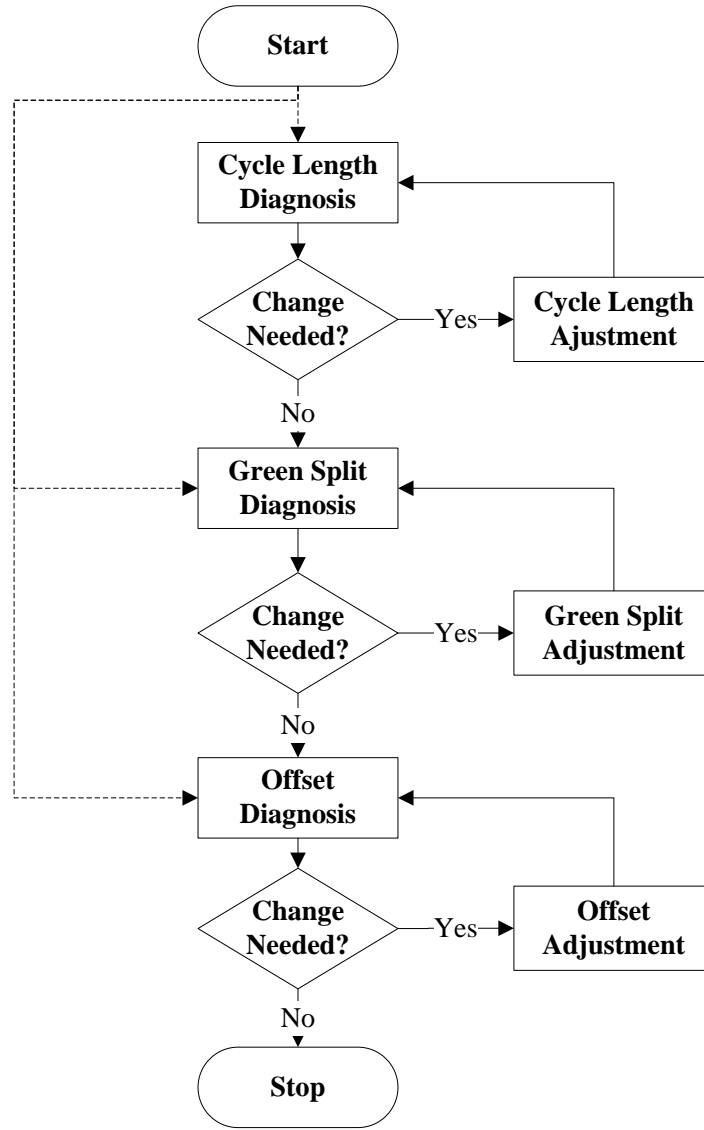 Start
Cycle Length
Diagnosis
Change
Needed?
Yes
Cycle Length
Ajustment
No
Green Split
Diagnosis
Change
Needed?
Yes
Green Split
Adjustment
No
Offset
Diagnosis
Change
Needed?
Yes
Offset
Adjustment
No
Stop